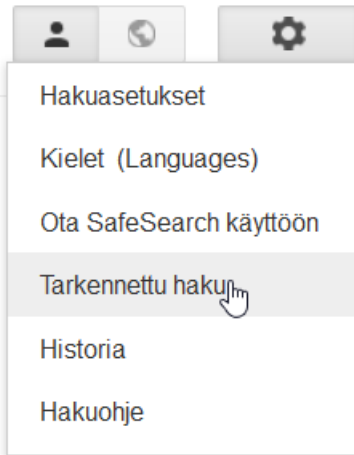 Hakuasetukset
Kielet (Languages)
Ota SafeSearch käyttöön
Tarkennettu haku
Historia
Hakuohje